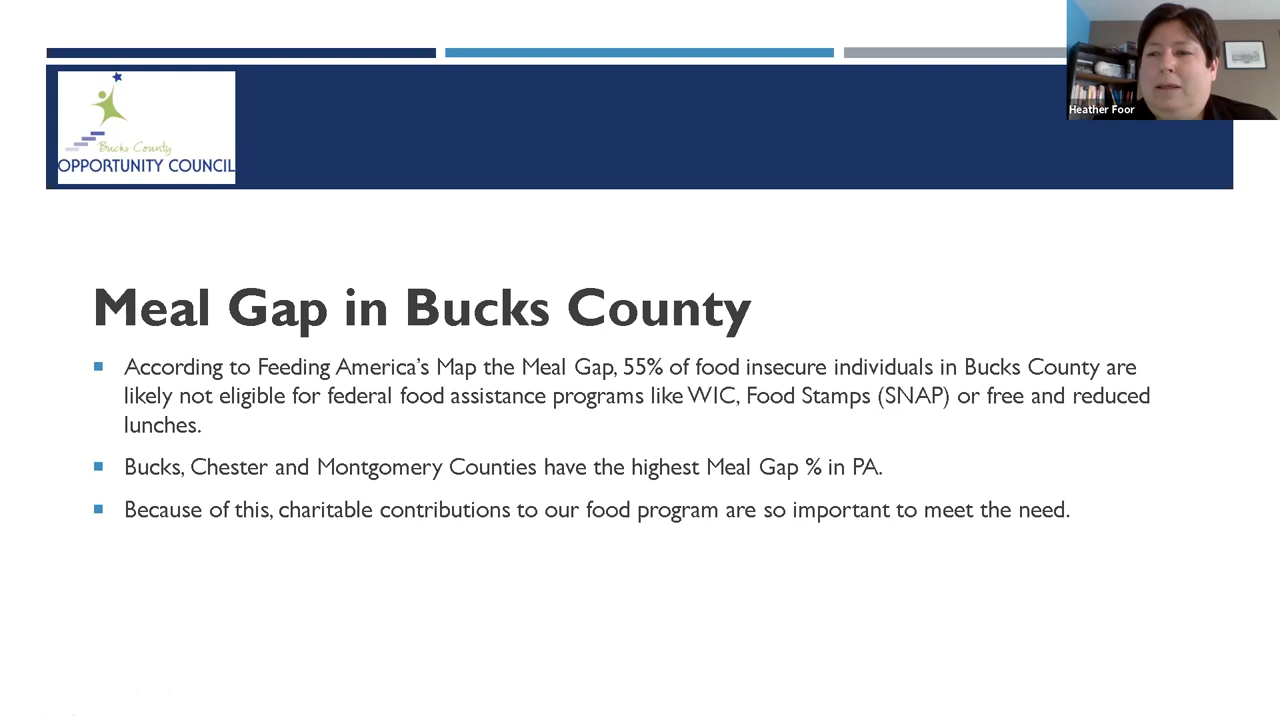 Heather Foor
Bucks County
OPPORTUNITY COUNCIL
Meal Gap in Bucks County
According to Feeding America's Map the Meal Gap, 55% of food insecure individuals in Bucks County are
likely not eligible for federal food assistance programs like WIC, Food Stamps (SNAP) or free and reduced
lunches.
Bucks, Chester and Montgomery Counties have the highest Meal Gap % in PA.
Because of this, charitable contributions to our food program are so important to meet the need.